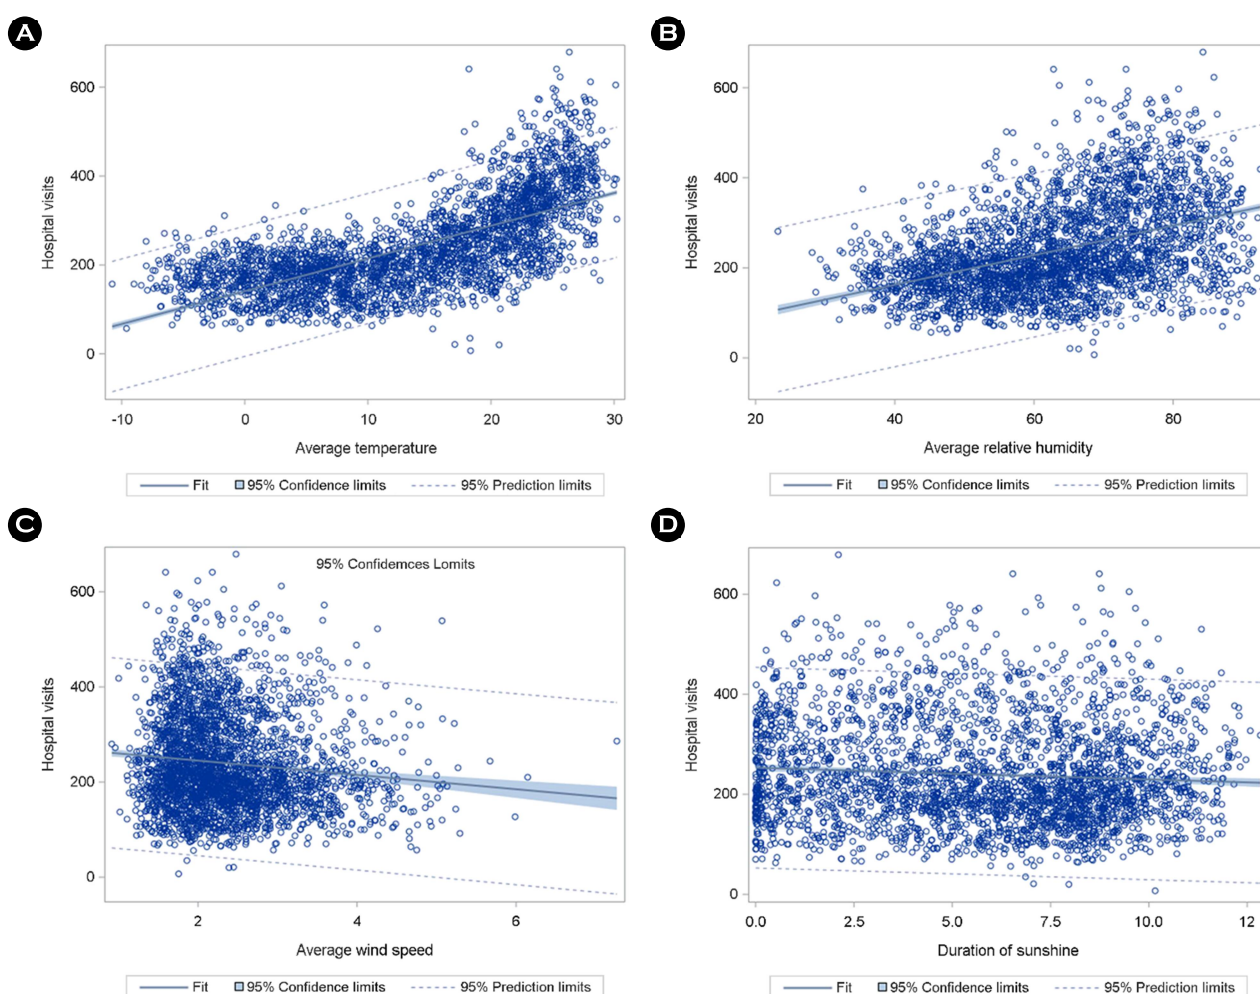 A
B
600
400
200
0
Hospital visits
-10
0
10
20
30
Average temperature
Fit
95% Confidence limits
95% Prediction limits
600
400
200
0
Hospital visits
20
40
60
80
Average relative humidity
Fit
95% Confidence limits
95% Prediction limits
C
D
95% Confidemces Lomits
600
400
200
0
Hospital visits
2
4
6
Average wind speed
Fit
95% Confidence limits
95% Prediction limits
600
400
200
0
Hospital visits
0.0
2.5
5.0
7.5
10.0
12
Duration of sunshine
Fit
95% Confidence limits
95% Prediction limits